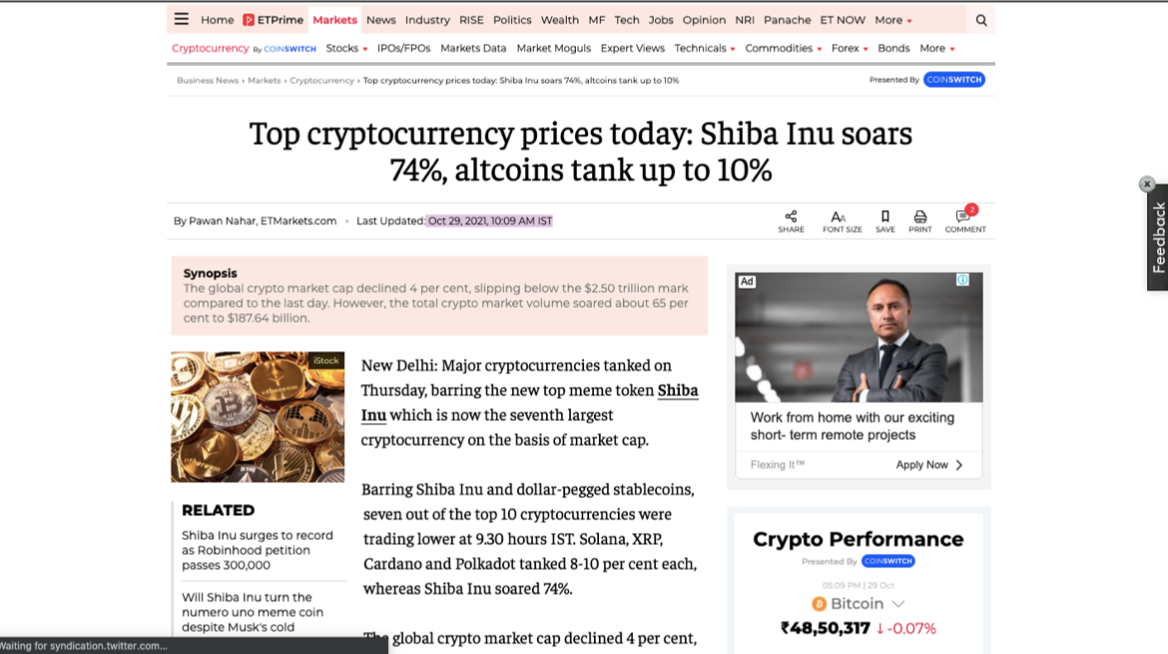 Home ETPrime Markets News Industry RISE Politics Wealth MF Tech Jobs Opinion NRI Panache ET NOW More
Cryptocurrency By COINSWITCH Stocks IPOs/FPOs Markets Data Market Moguls Expert Views Technicals Commodities Forex Bonds More
Business News › Markets › Cryptocurrency › Top cryptocurrency prices today: Shiba Inu soars 74%, altcoins tank up to 10%
Presented By COINSWITCH
Top cryptocurrency prices today: Shiba Inu soars
74%, altcoins tank up to 10%
By Pawan Nahar, ETMarkets.com • Last Updated: Oct 29, 2021, 10:09 AM IST
SHARE FONT SIZE SAVE PRINT 2 COMMENT
x
Feedback
Synopsis
The global crypto market cap declined 4 per cent, slipping below the $2.50 trillion mark
compared to the last day. However, the total crypto market volume soared about 65 per
cent to $187.64 billion.
iStock
New Delhi: Major cryptocurrencies tanked on
Thursday, barring the new top meme token Shiba
Inu which is now the seventh largest
cryptocurrency on the basis of market cap.
Barring Shiba Inu and dollar-pegged stablecoins,
seven out of the top 10 cryptocurrencies were
trading lower at 9.30 hours IST. Solana, XRP,
Cardano and Polkadot tanked 8-10 per cent each,
whereas Shiba Inu soared 74%.
The global crypto market cap declined 4 per cent,
RELATED
Shiba Inu surges to record
as Robinhood petition
passes 300,000
Will Shiba Inu turn the
numero uno meme coin
despite Musk's cold
Ad
Work from home with our exciting
short- term remote projects
Flexing It™ Apply Now
Crypto Performance
Presented By COINSWITCH
05:09 PM | 29 Oct
Bitcoin
₹48,50,317 ↓-0.07%
Waiting for syndication.twitter.com...